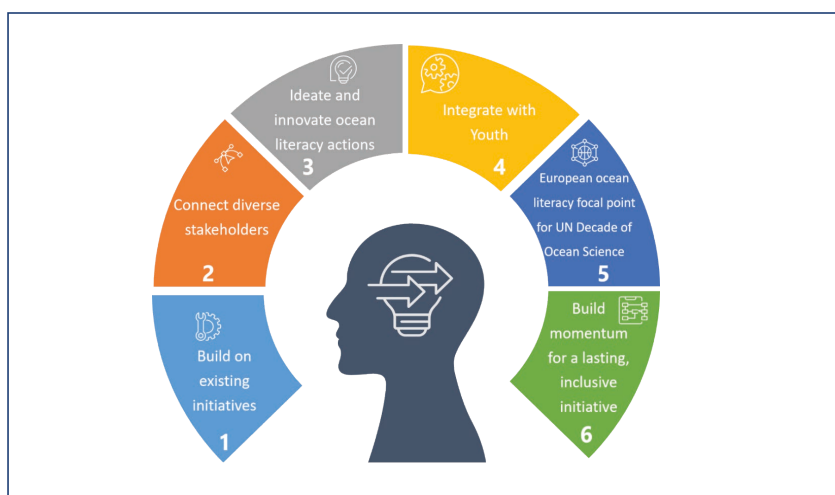 Build on
existing
initiatives
1
Connect diverse
stakeholders
2
Ideate and
innovate ocean
literacy actions
3
Integrate with
Youth
4
European ocean
literacy focal point
for UN Decade of
Ocean Science
5
Build
momentum
for a lasting,
inclusive
initiative
6